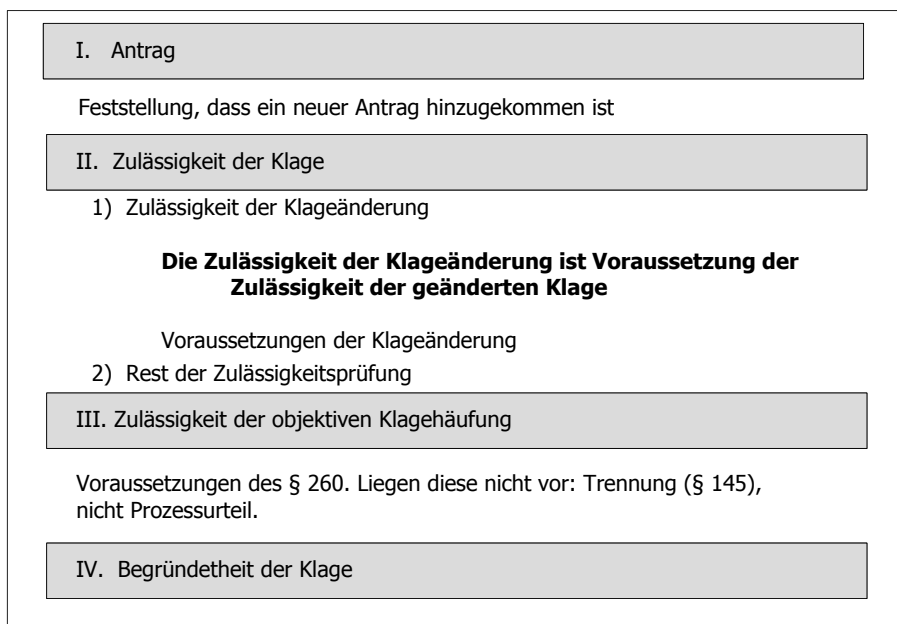 I. Antrag
Feststellung, dass ein neuer Antrag hinzugekommen ist
II. Zulässigkeit der Klage
1) Zulässigkeit der Klageänderung
Die Zulässigkeit der Klageänderung ist Voraussetzung der
Zulässigkeit der geänderten Klage
Voraussetzungen der Klageänderung
2) Rest der Zulässigkeitsprüfung
III. Zulässigkeit der objektiven Klagehäufung
Voraussetzungen des § 260. Liegen diese nicht vor: Trennung (§ 145),
nicht Prozessurteil.
IV. Begründetheit der Klage